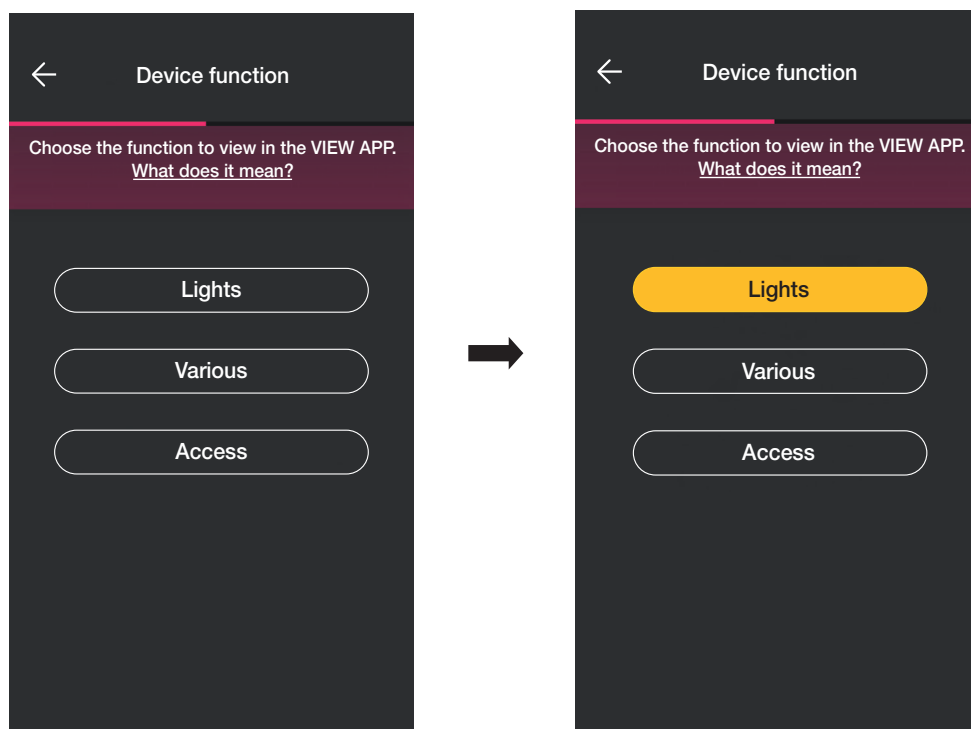 Device function
Choose the function to view in the VIEW APP.
What does it mean?
Lights
Various
Access
Device function
Choose the function to view in the VIEW APP.
What does it mean?
Lights
Various
Access